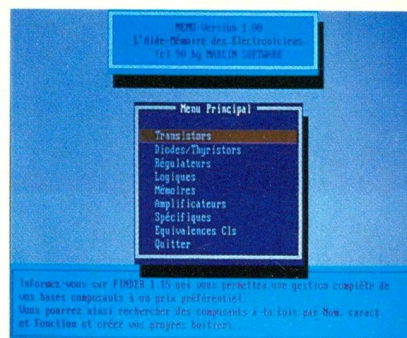 MEMO Version 1.00
L'Aide-Mémoire des Electroniciens
(c) 90 by MARLIN SOFTWARE
Menu Principal
Transistors
Diodes/Thyristors
Régulateurs
Logiques
Mémoires
Amplificateurs
Spécifiques
Equivalences CIs
Quitter
Informez-vous sur FINDER 1.15 qui vous permettra une gestion complète de
vos bases composants à un prix préférentiel.
Vous pourrez ainsi rechercher des composants à la fois par Num. caract.
et Fonction et créez vos propres boîtiers.